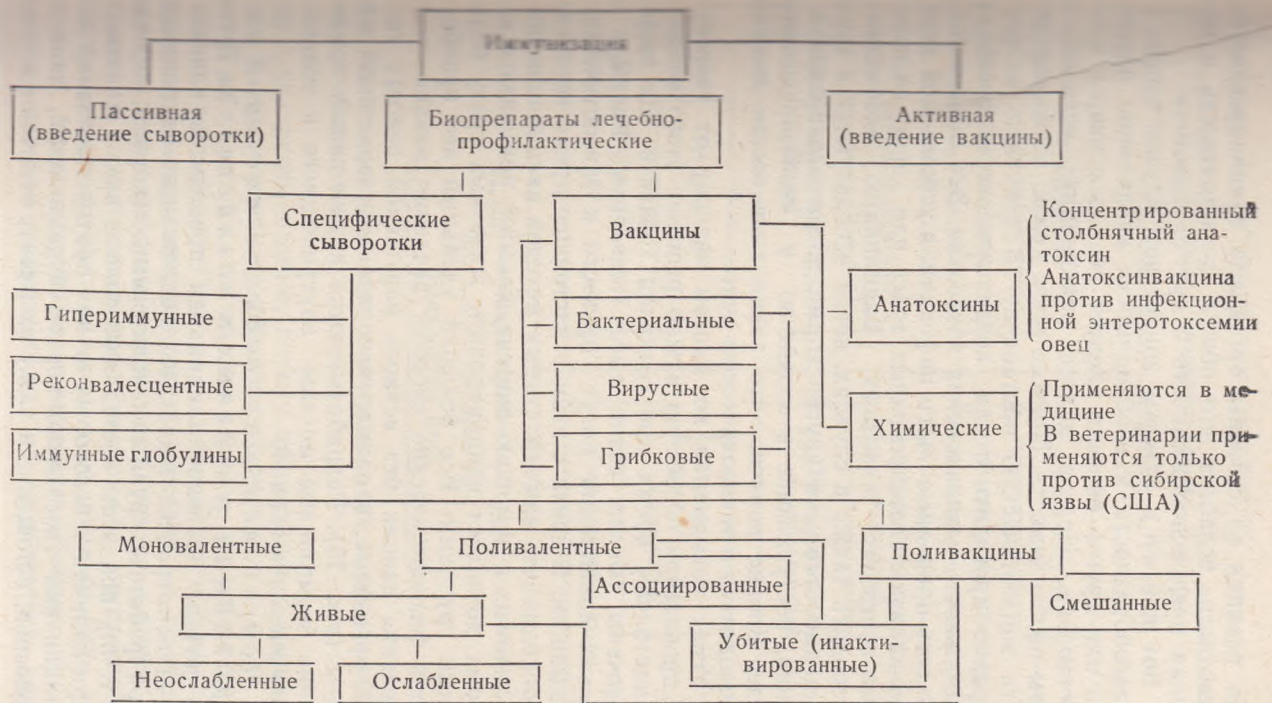 Иммунизация
Пассивная
(введение сыворотки)
Биопрепараты лечебно-
профилактические
Активная
(введение вакцины)
Специфические
сыворотки
Вакцины
Концентрированный
столбнячный ана-
токсин
Анатоксинвакцина
против инфекцион-
ной энтеротоксемии
овец
Анатоксины
Гипериммунные
Бактериальные
Реконвалесцентные
Вирусные
Применяются в ме-
дицине
В ветеринарии при-
меняются только
против сибирской
язвы (США)
Химические
Иммунные глобулины
Грибковые
Моновалентные
Поливалентные
Поливакцины
Ассоциированные
Живые
Смешанные
Убитые (инакти-
вированные)
Неослабленные
Ослабленные